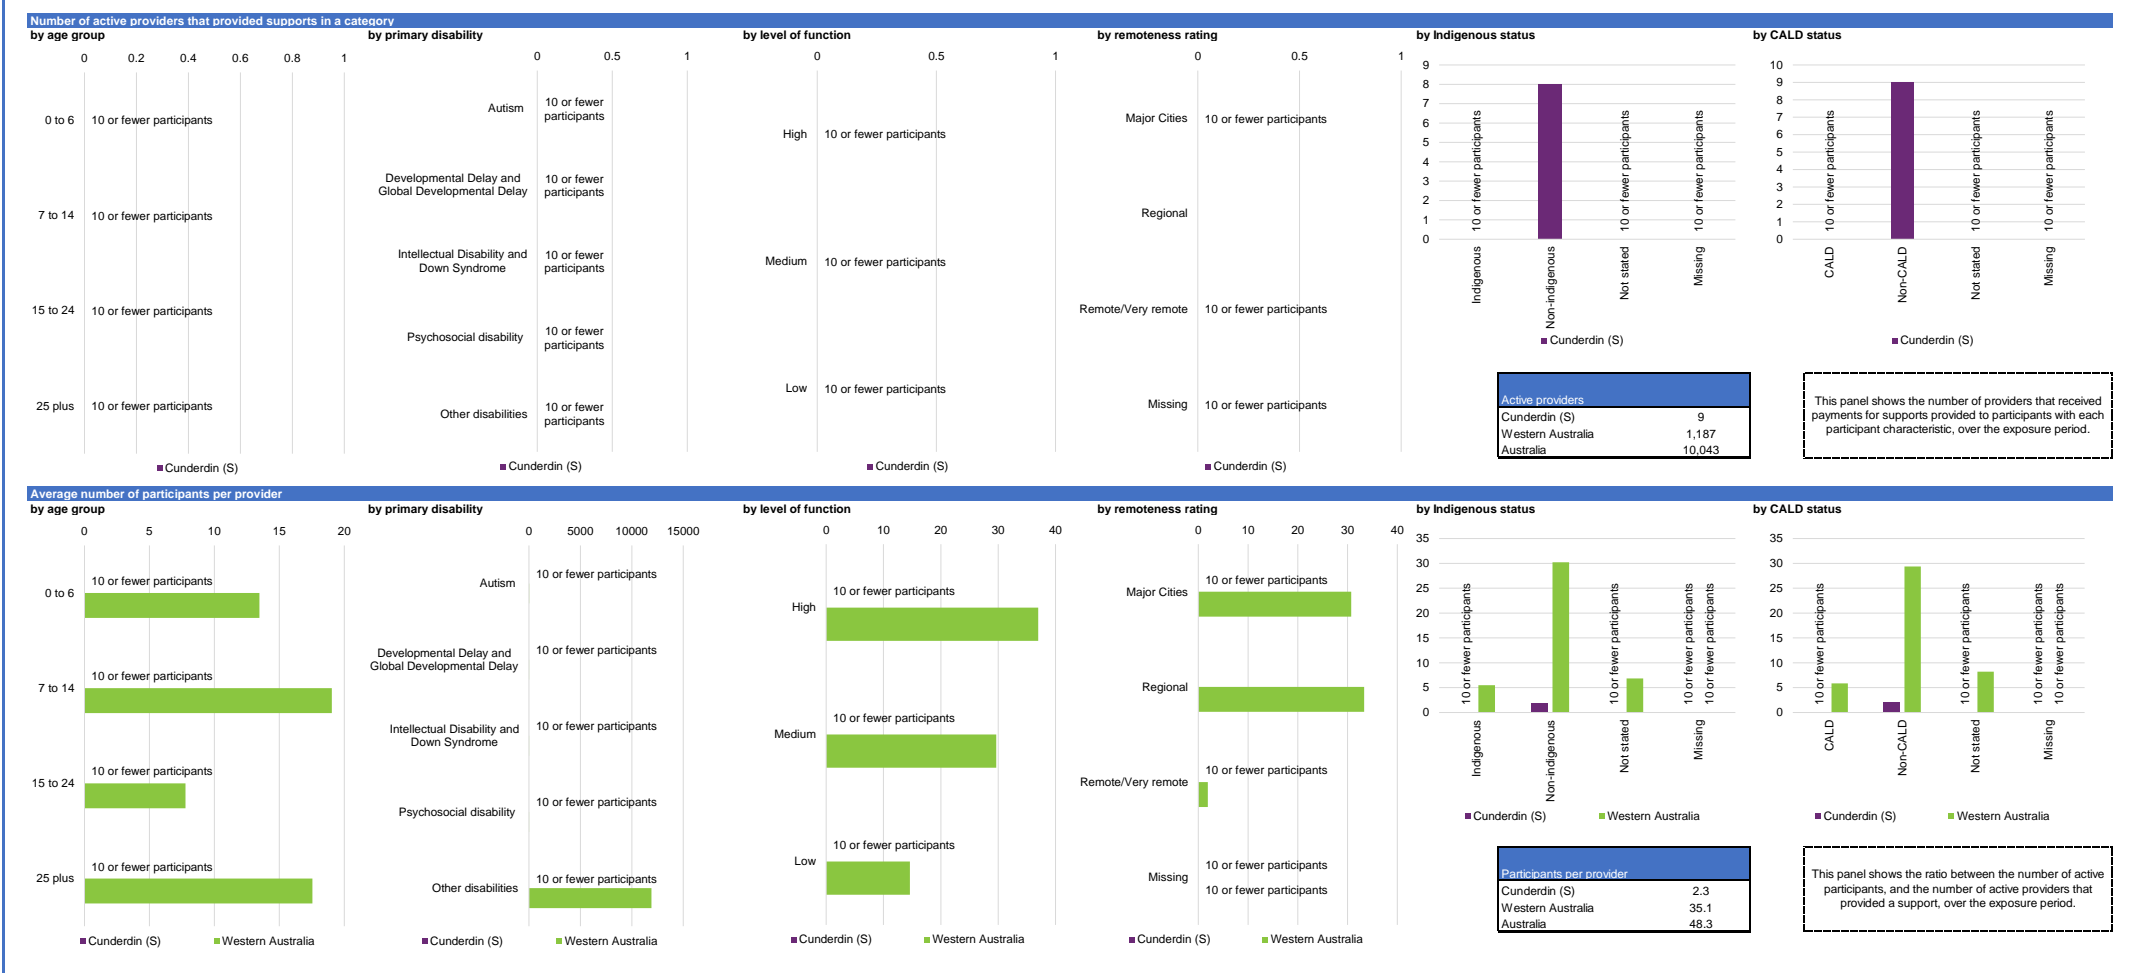 Number of active providers that provided supports in a category
by age group
0 0.2 0.4 0.6 0.8 1
0 to 6 10 or fewer participants
7 to 14 10 or fewer participants
15 to 24 10 or fewer participants
25 plus 10 or fewer participants
Cunderdin (S)
by primary disability
0 0.5 1
Autism
10 or fewer
participants
Developmental Delay and
Global Developmental Delay
10 or fewer
participants
Intellectual Disability and
Down Syndrome
10 or fewer
participants
Psychosocial disability
10 or fewer
participants
Other disabilities
10 or fewer
participants
Cunderdin (S)
by level of function
0 0.5 1
High 10 or fewer participants
Medium 10 or fewer participants
Low 10 or fewer participants
Cunderdin (S)
by remoteness rating
0 0.5 1
Major Cities 10 or fewer participants
Regional
Remote/Very remote 10 or fewer participants
Missing 10 or fewer participants
Cunderdin (S)
by Indigenous status
9
8
7
6
5
4
3
2
1
0
10 or fewer participants
10 or fewer participants
10 or fewer participants
Indigenous
Non-indigenous
Not stated
Missing
Cunderdin (S)
by CALD status
10
9
8
7
6
5
4
3
2
1
0
10 or fewer participants
10 or fewer participants
10 or fewer participants
CALD
Non-CALD
Not stated
Missing
Cunderdin (S)
Active providers
Cunderdin (S) 9
Western Australia 1,187
Australia 10,043
This panel shows the number of providers that received
payments for supports provided to participants with each
participant characteristic, over the exposure period.
Average number of participants per provider
by age group
0 5 10 15 20
10 or fewer participants
0 to 6
10 or fewer participants
7 to 14
10 or fewer participants
15 to 24
10 or fewer participants
25 plus
Cunderdin (S) Western Australia
by primary disability
0 5000 10000 15000
Autism 10 or fewer participants
Developmental Delay and
Global Developmental Delay
10 or fewer participants
Intellectual Disability and
Down Syndrome
10 or fewer participants
Psychosocial disability
10 or fewer participants
Other disabilities
10 or fewer participants
Cunderdin (S) Western Australia
by level of function
0 10 20 30 40
10 or fewer participants
High
10 or fewer participants
Medium
10 or fewer participants
Low
Cunderdin (S) Western Australia
by remoteness rating
0 10 20 30 40
10 or fewer participants
Major Cities
Regional
10 or fewer participants
Remote/Very remote
10 or fewer participants
Missing
10 or fewer participants
Cunderdin (S) Western Australia
by Indigenous status
35
30
25
20
15
10
5
0
10 or fewer participants
10 or fewer participants
10 or fewer participants
10 or fewer participants
Indigenous
Non-indigenous
Not stated
Missing
Cunderdin (S) Western Australia
by CALD status
35
30
25
20
15
10
5
0
10 or fewer participants
10 or fewer participants
10 or fewer participants
10 or fewer participants
CALD
Non-CALD
Not stated
Missing
Cunderdin (S) Western Australia
Participants per provider
Cunderdin (S) 2.3
Western Australia 35.1
Australia 48.3
This panel shows the ratio between the number of active
participants, and the number of active providers that
provided a support, over the exposure period.